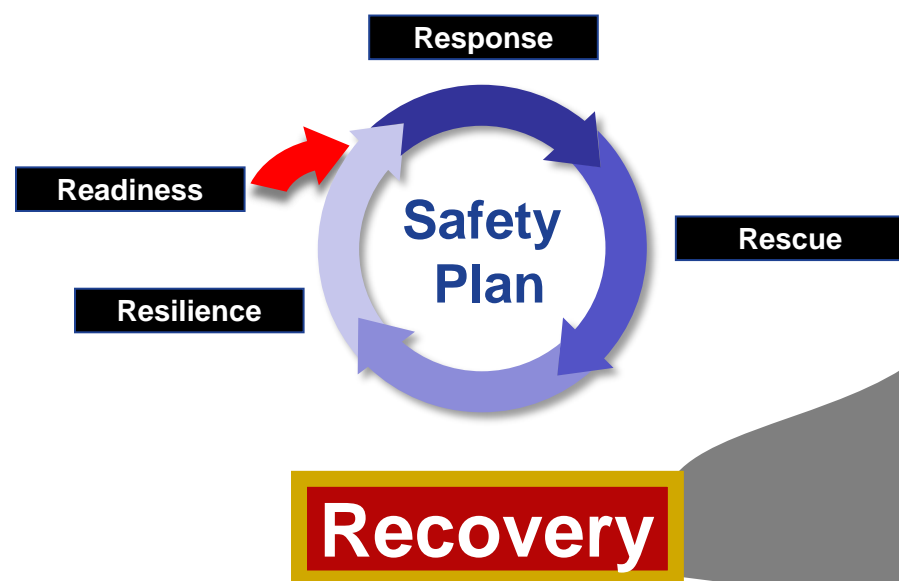 Response
Readiness
Safety
Plan
Rescue
Resilience
Recovery